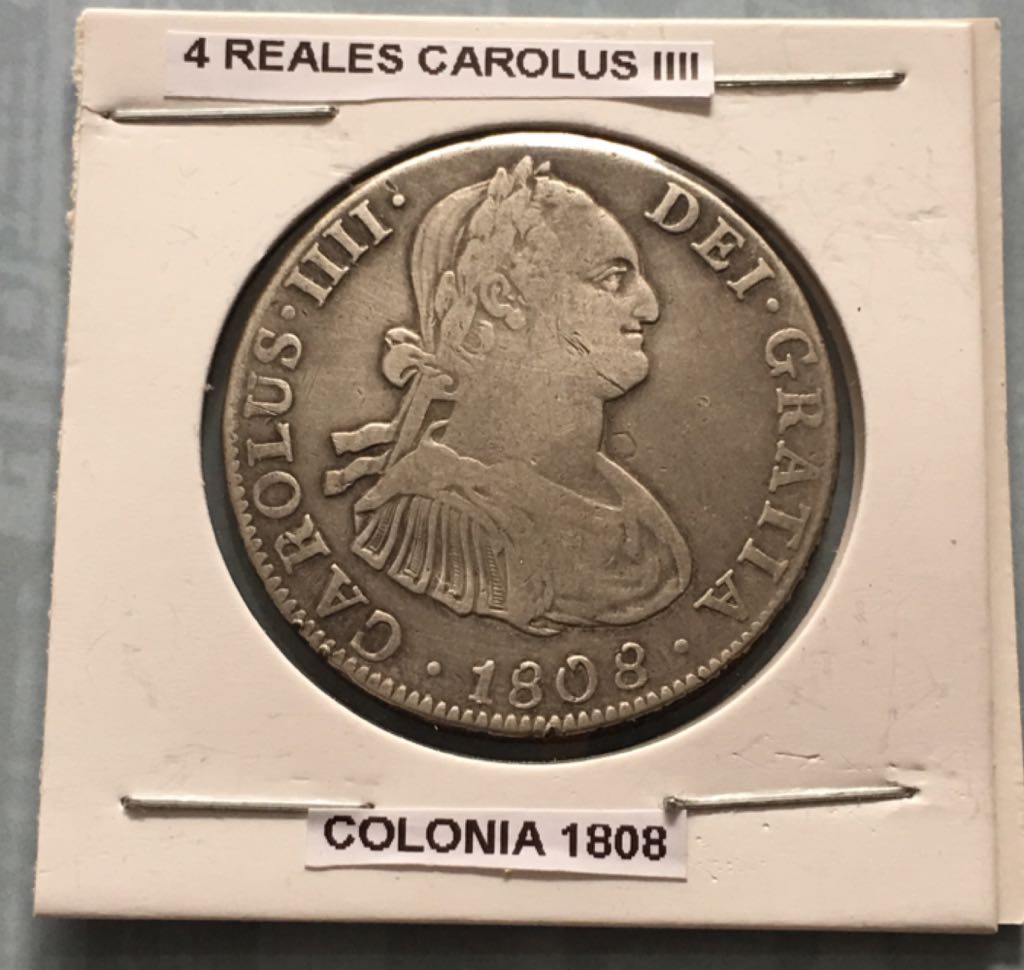 4 REALES CAROLUS IIII
CAROLUS·IIII· DEI·GRATIA
·1808·
COLONIA 1808